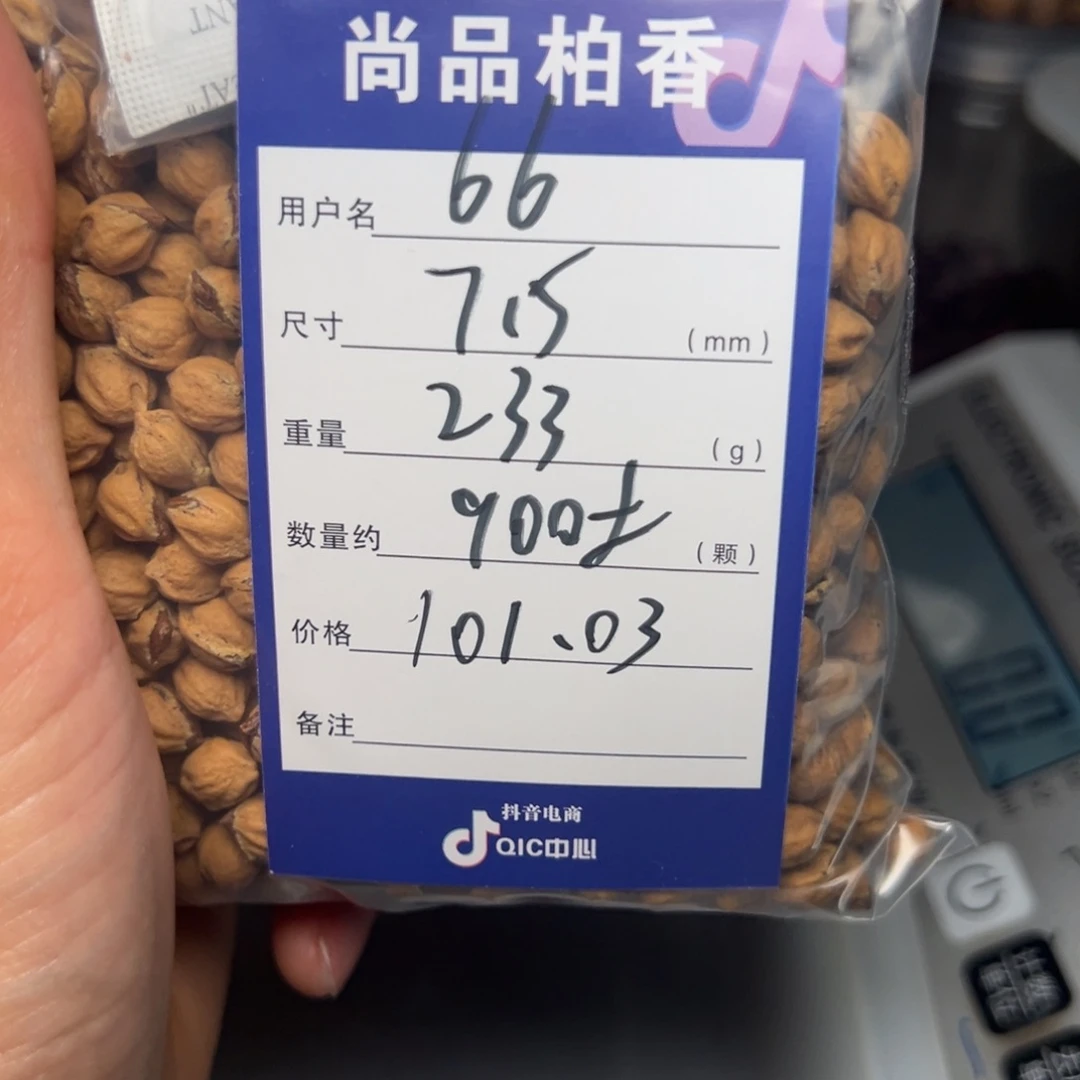 尚品柏香
用户名 66
尺寸 7.5 (mm)
重量 233 (g)
数量约 900± (颗)
价格 101.03
备注
抖音电商
QIC中心